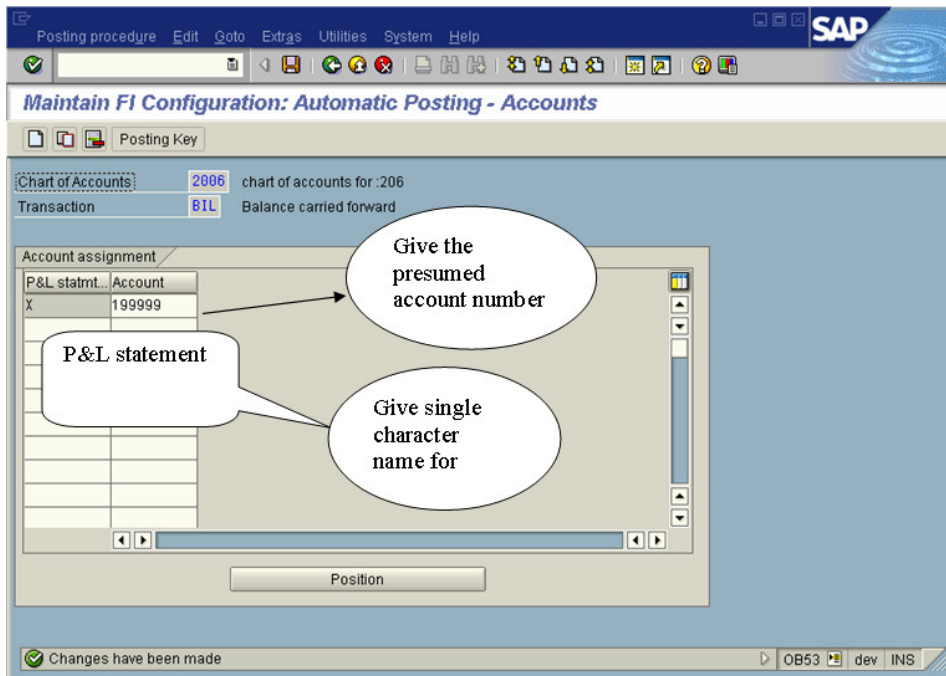 Posting procedure Edit Goto Extras Utilities System Help
SAP
Maintain FI Configuration: Automatic Posting - Accounts
Posting Key
Chart of Accounts 2006 chart of accounts for :206
Transaction BIL Balance carried forward
Account assignment
P&L statmt... Account
X 199999
Give the
presumed
account number
P&L statement
Give single
character
name for
Position
Changes have been made
OB53 dev INS